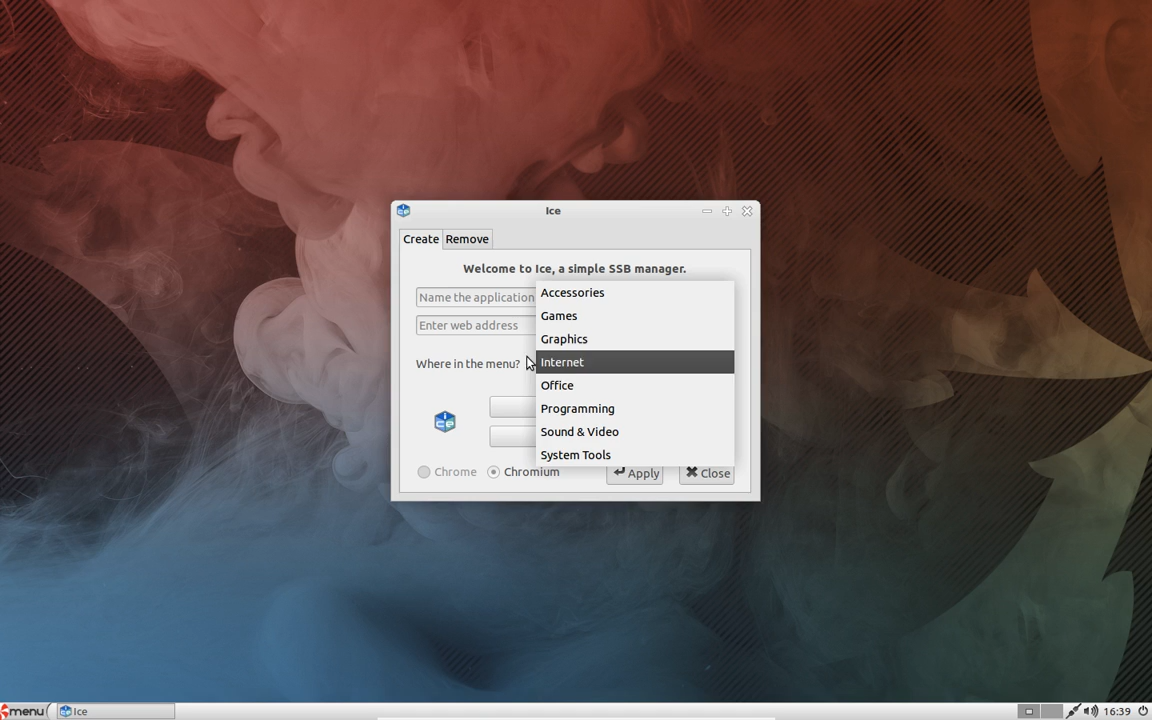 Ice
Create Remove
Welcome to Ice, a simple SSB manager.
Name the application
Enter web address
Where in the menu?
Accessories
Games
Graphics
Internet
Office
Programming
Sound & Video
System Tools
Chrome Chromium Apply Close
menu Ice 16:39